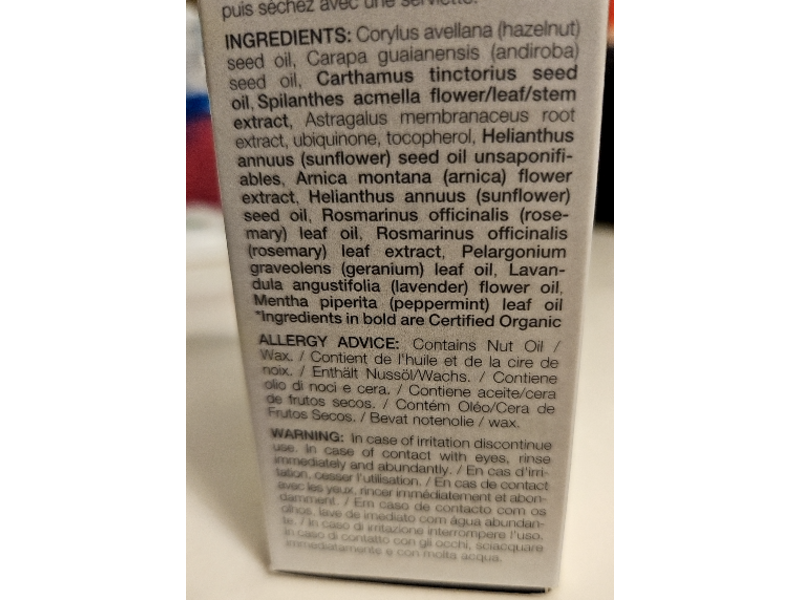 puis séchez avec une serviette.
INGREDIENTS: Corylus avellana (hazelnut)
seed oil, Carapa guaianensis (andiroba)
seed oil, Carthamus tinctorius seed
oil, Spilanthes acmella flower/leaf/stem
extract, Astragalus membranaceus root
extract, ubiquinone, tocopherol, Helianthus
annuus (sunflower) seed oil unsaponifi-
ables, Arnica montana (arnica) flower
extract, Helianthus annuus (sunflower)
seed oil, Rosmarinus officinalis (rose-
mary) leaf oil, Rosmarinus officinalis
(rosemary) leaf extract, Pelargonium
graveolens (geranium) leaf oil, Lavan-
dula angustifolia (lavender) flower oil,
Mentha piperita (peppermint) leaf oil
*Ingredients in bold are Certified Organic
ALLERGY ADVICE: Contains Nut Oil /
Wax. / Contient de l'huile et de la cire de
noix. / Enthält Nussöl/Wachs. / Contiene
olio di noci e cera. / Contiene aceite/cera
de frutos secos. / Contém Oléo/Cera de
Frutos Secos. / Bevat notenolie / wax.
WARNING: In case of irritation discontinue
use. In case of contact with eyes, rinse
immediately and abundantly. / En cas d'irri-
tation, cesser l'utilisation. / En cas de contact
avec les yeux, rincer immédiatement et abon-
damment. / Em caso de contacto com os
olhos, lave de imediato com água abundan-
te. / In caso di irritazione interrompere l'uso.
In caso di contatto con gli occhi, sciacquare
immediatamente e con molta acqua.